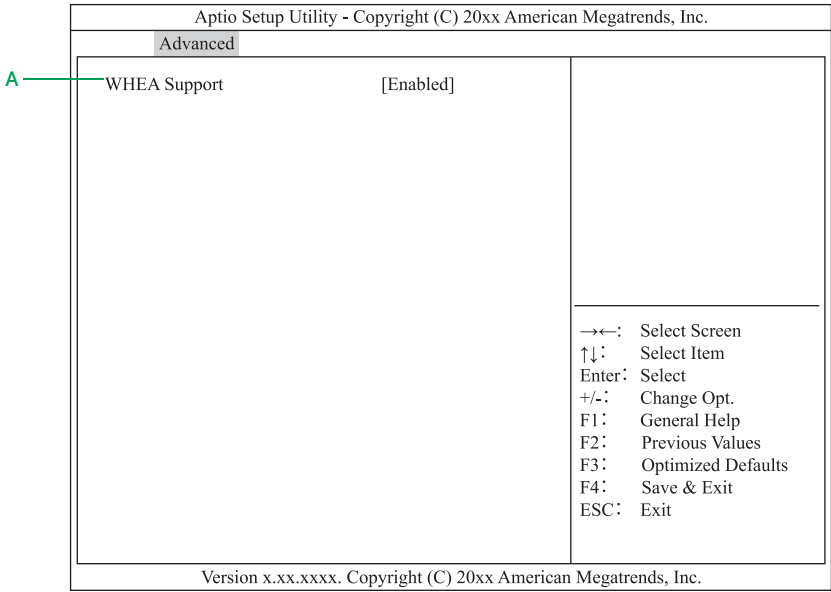 Aptio Setup Utility - Copyright (C) 20xx American Megatrends, Inc.
Advanced
A
WHEA Support [Enabled]
→←: Select Screen
↑↓: Select Item
Enter: Select
+/-: Change Opt.
F1: General Help
F2: Previous Values
F3: Optimized Defaults
F4: Save & Exit
ESC: Exit
Version x.xx.xxxx. Copyright (C) 20xx American Megatrends, Inc.